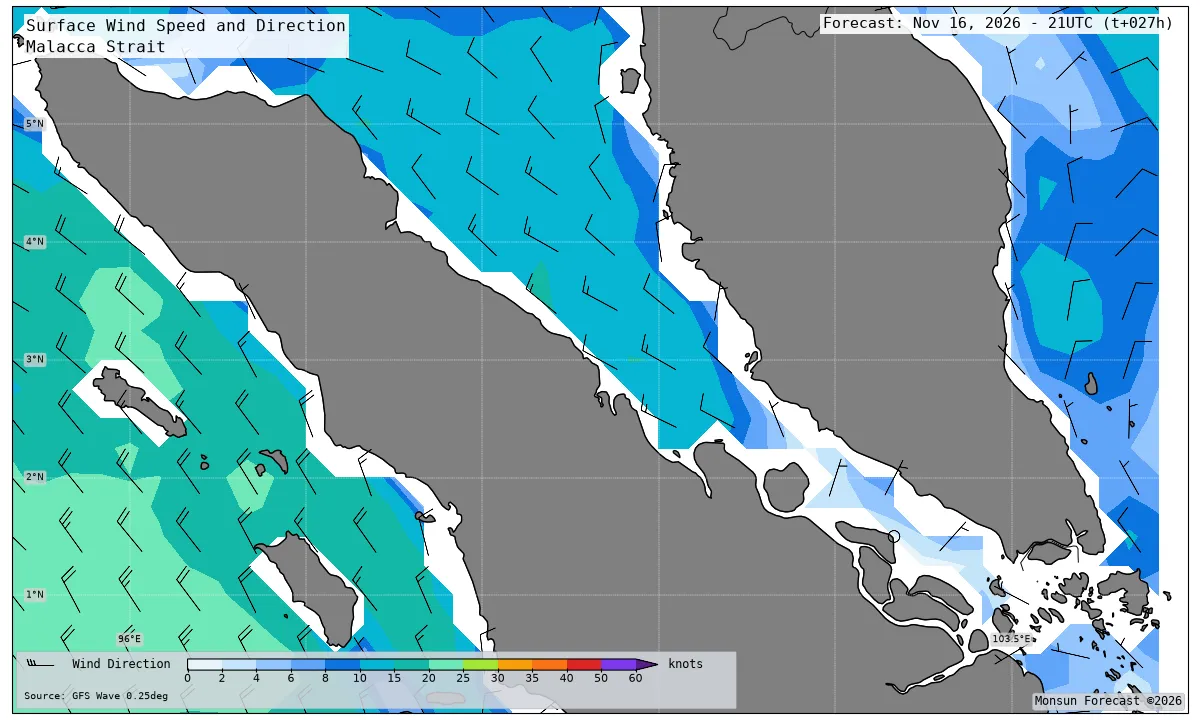 Surface Wind Speed and Direction
Malacca Strait
Forecast: Nov 16, 2026 - 21UTC (t+027h)
5°N
4°N
3°N
2°N
1°N
96°E
103.5°E
Wind Direction
knots
0 2 4 6 8 10 15 20 25 30 35 40 50 60
Source: GFS Wave 0.25deg
Monsun Forecast ©2026